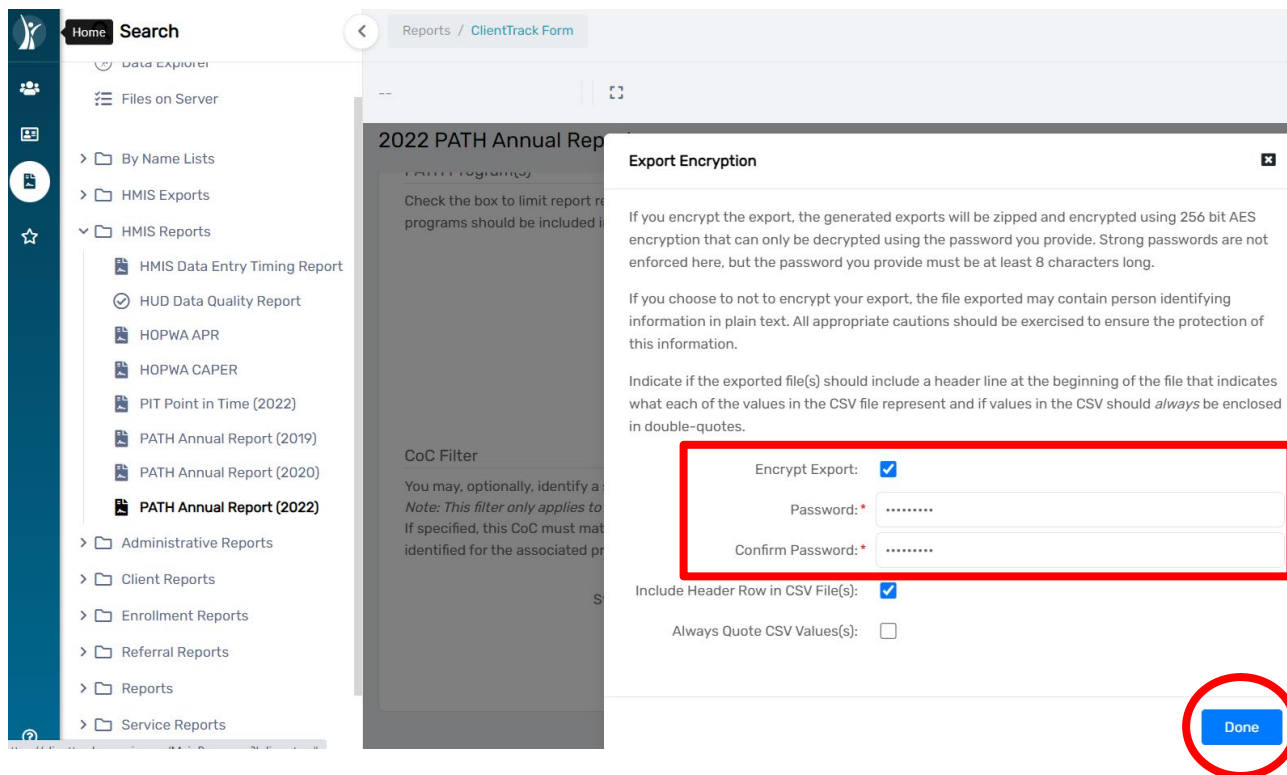 Home
Search
Reports / ClientTrack Form
Data Explorer
Files on Server
--
By Name Lists
HMIS Exports
HMIS Reports
HMIS Data Entry Timing Report
HUD Data Quality Report
HOPWA APR
HOPWA CAPER
PIT Point in Time (2022)
PATH Annual Report (2019)
PATH Annual Report (2020)
PATH Annual Report (2022)
Administrative Reports
Client Reports
Enrollment Reports
Referral Reports
Reports
Service Reports
2022 PATH Annual Rep
PATH Program(s)
Check the box to limit report re
programs should be included i
CoC Filter
You may, optionally, identify a
Note: This filter only applies to
If specified, this CoC must mat
identified for the associated pr
S
Export Encryption
If you encrypt the export, the generated exports will be zipped and encrypted using 256 bit AES
encryption that can only be decrypted using the password you provide. Strong passwords are not
enforced here, but the password you provide must be at least 8 characters long.
If you choose to not to encrypt your export, the file exported may contain person identifying
information in plain text. All appropriate cautions should be exercised to ensure the protection of
this information.
Indicate if the exported file(s) should include a header line at the beginning of the file that indicates
what each of the values in the CSV file represent and if values in the CSV should always be enclosed
in double-quotes.
Encrypt Export:
Password:* •••••••••
Confirm Password:* •••••••••
Include Header Row in CSV File(s):
Always Quote CSV Values(s):
Done